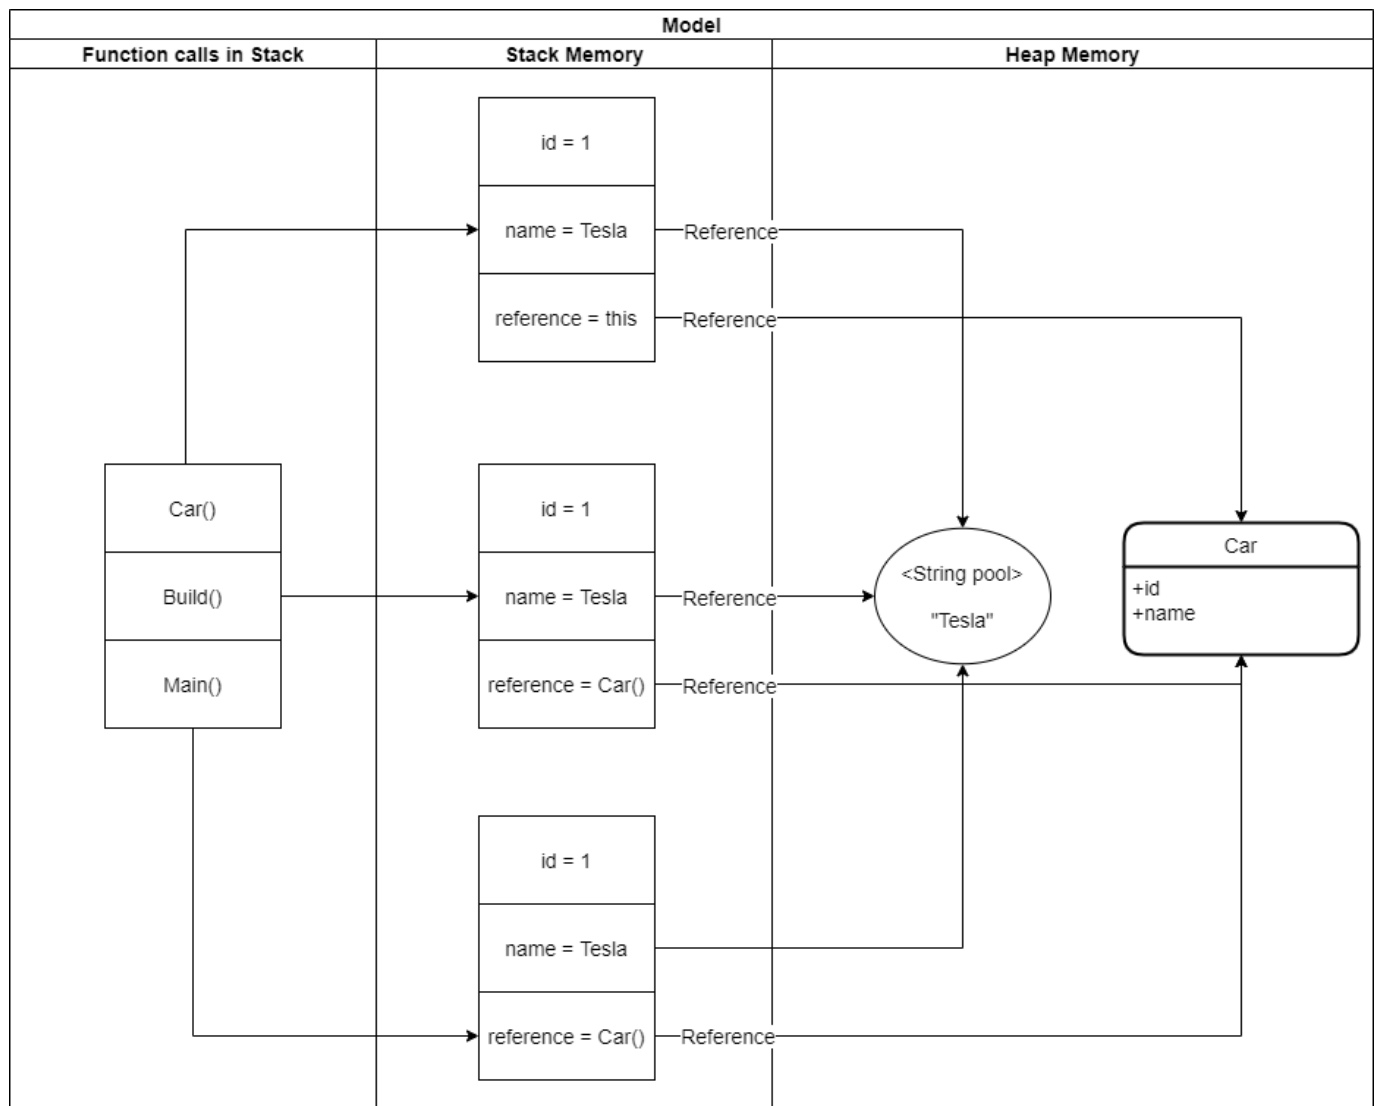 Model
Function calls in Stack
Stack Memory
Heap Memory
id = 1
name = Tesla
Reference
reference = this
Reference
Car()
Build()
Main()
id = 1
name = Tesla
Reference
reference = Car()
Reference
<String pool>
"Tesla"
Car
+id
+name
id = 1
name = Tesla
reference = Car()
Reference